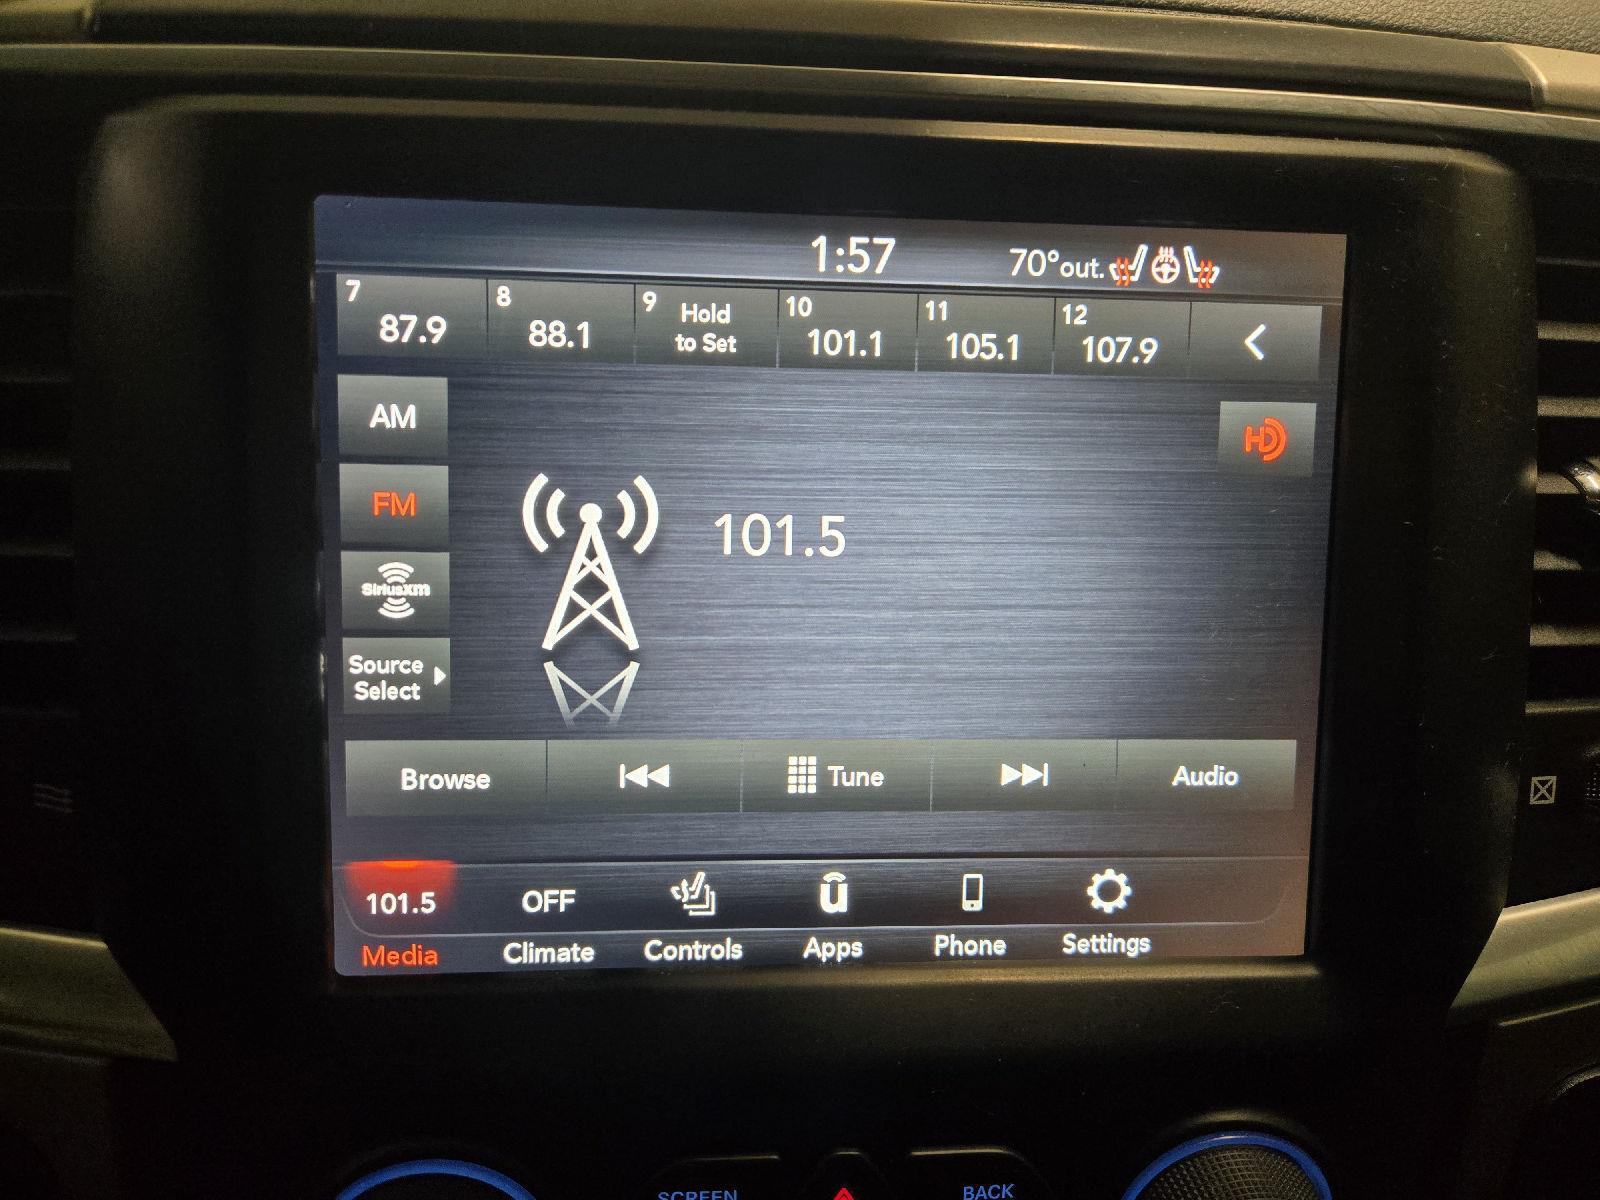 1:57
70°out.
7
87.9
8
88.1
9
Hold
to Set
10
101.1
11
105.1
12
107.9
AM
FM
SiriusXM
Source
Select
HD
101.5
Browse
Tune
Audio
101.5
OFF
Media
Climate
Controls
Apps
Phone
Settings
SCREEN
BACK